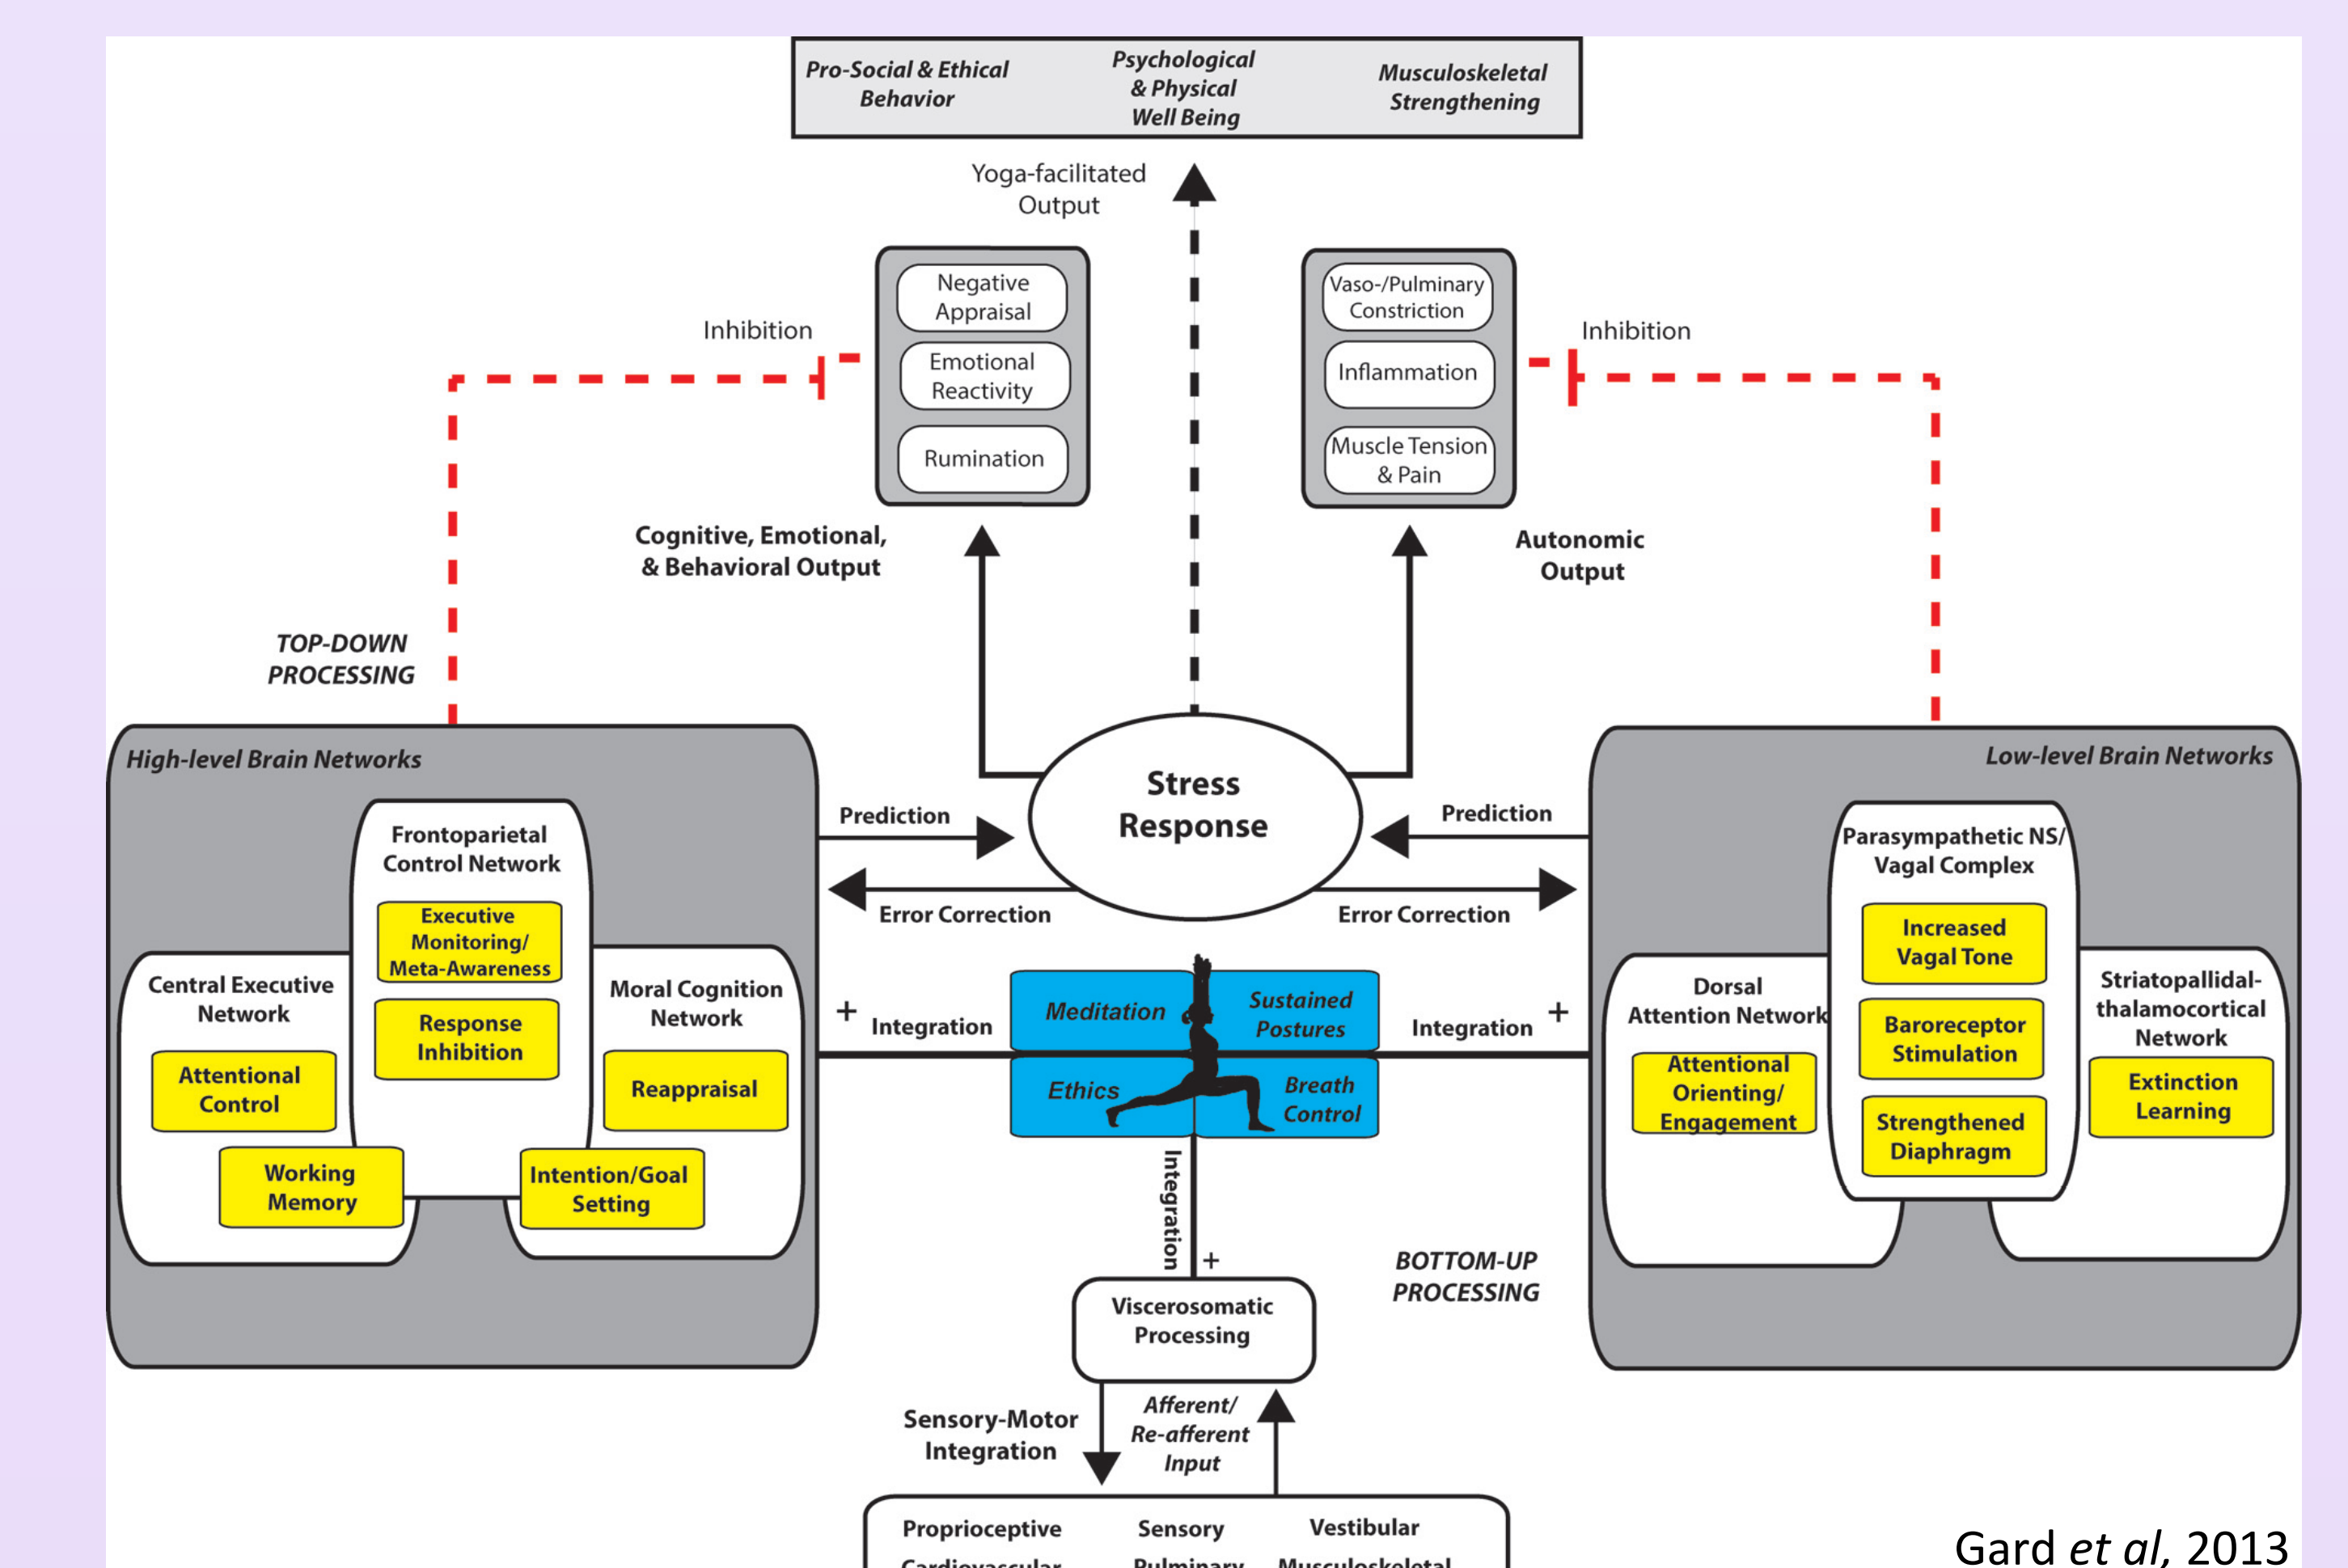 Pro-Social & Ethical
Behavior
Psychological
& Physical
Well Being
Musculoskeletal
Strengthening
Yoga-facilitated
Output
Negative
Appraisal
Emotional
Reactivity
Rumination
Vaso-/Pulminary
Constriction
Inflammation
Muscle Tension
& Pain
Inhibition
Inhibition
Cognitive, Emotional,
& Behavioral Output
Autonomic
Output
TOP-DOWN
PROCESSING
High-level Brain Networks
Frontoparietal
Control Network
Executive
Monitoring/
Meta-Awareness
Response
Inhibition
Central Executive
Network
Attentional
Control
Working
Memory
Moral Cognition
Network
Reappraisal
Intention/Goal
Setting
Stress
Response
Prediction
Error Correction
Prediction
Error Correction
+
Integration
Meditation
Sustained
Postures
Ethics
Breath
Control
Integration
+
Low-level Brain Networks
Parasympathetic NS/
Vagal Complex
Increased
Vagal Tone
Baroreceptor
Stimulation
Strengthened
Diaphragm
Dorsal
Attention Network
Attentional
Orienting/
Engagement
Striatopallidal-
thalamocortical
Network
Extinction
Learning
Integration
+
BOTTOM-UP
PROCESSING
Viscerosomatic
Processing
Sensory-Motor
Integration
Afferent/
Re-afferent
Input
Proprioceptive Sensory Vestibular
Cardiovascular Pulminary Musculoskeletal
Gard et al, 2013